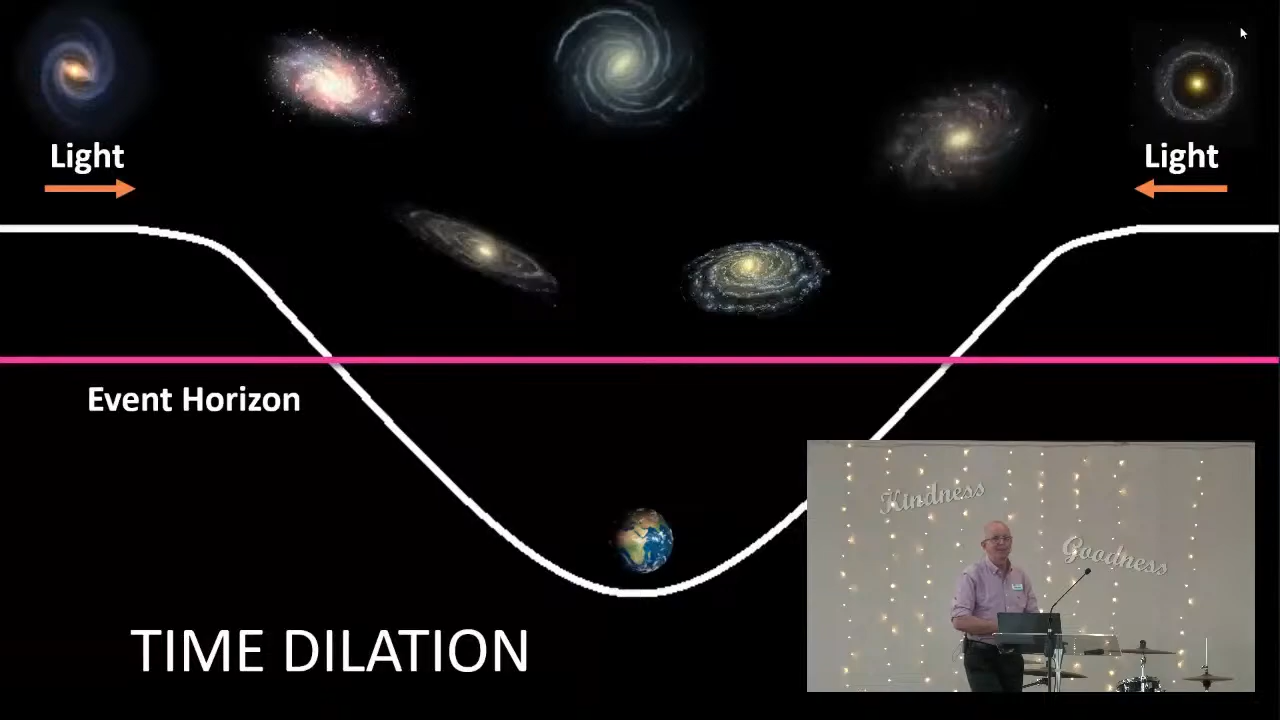 Light
Light
Event Horizon
Kindness
Goodness
TIME DILATION